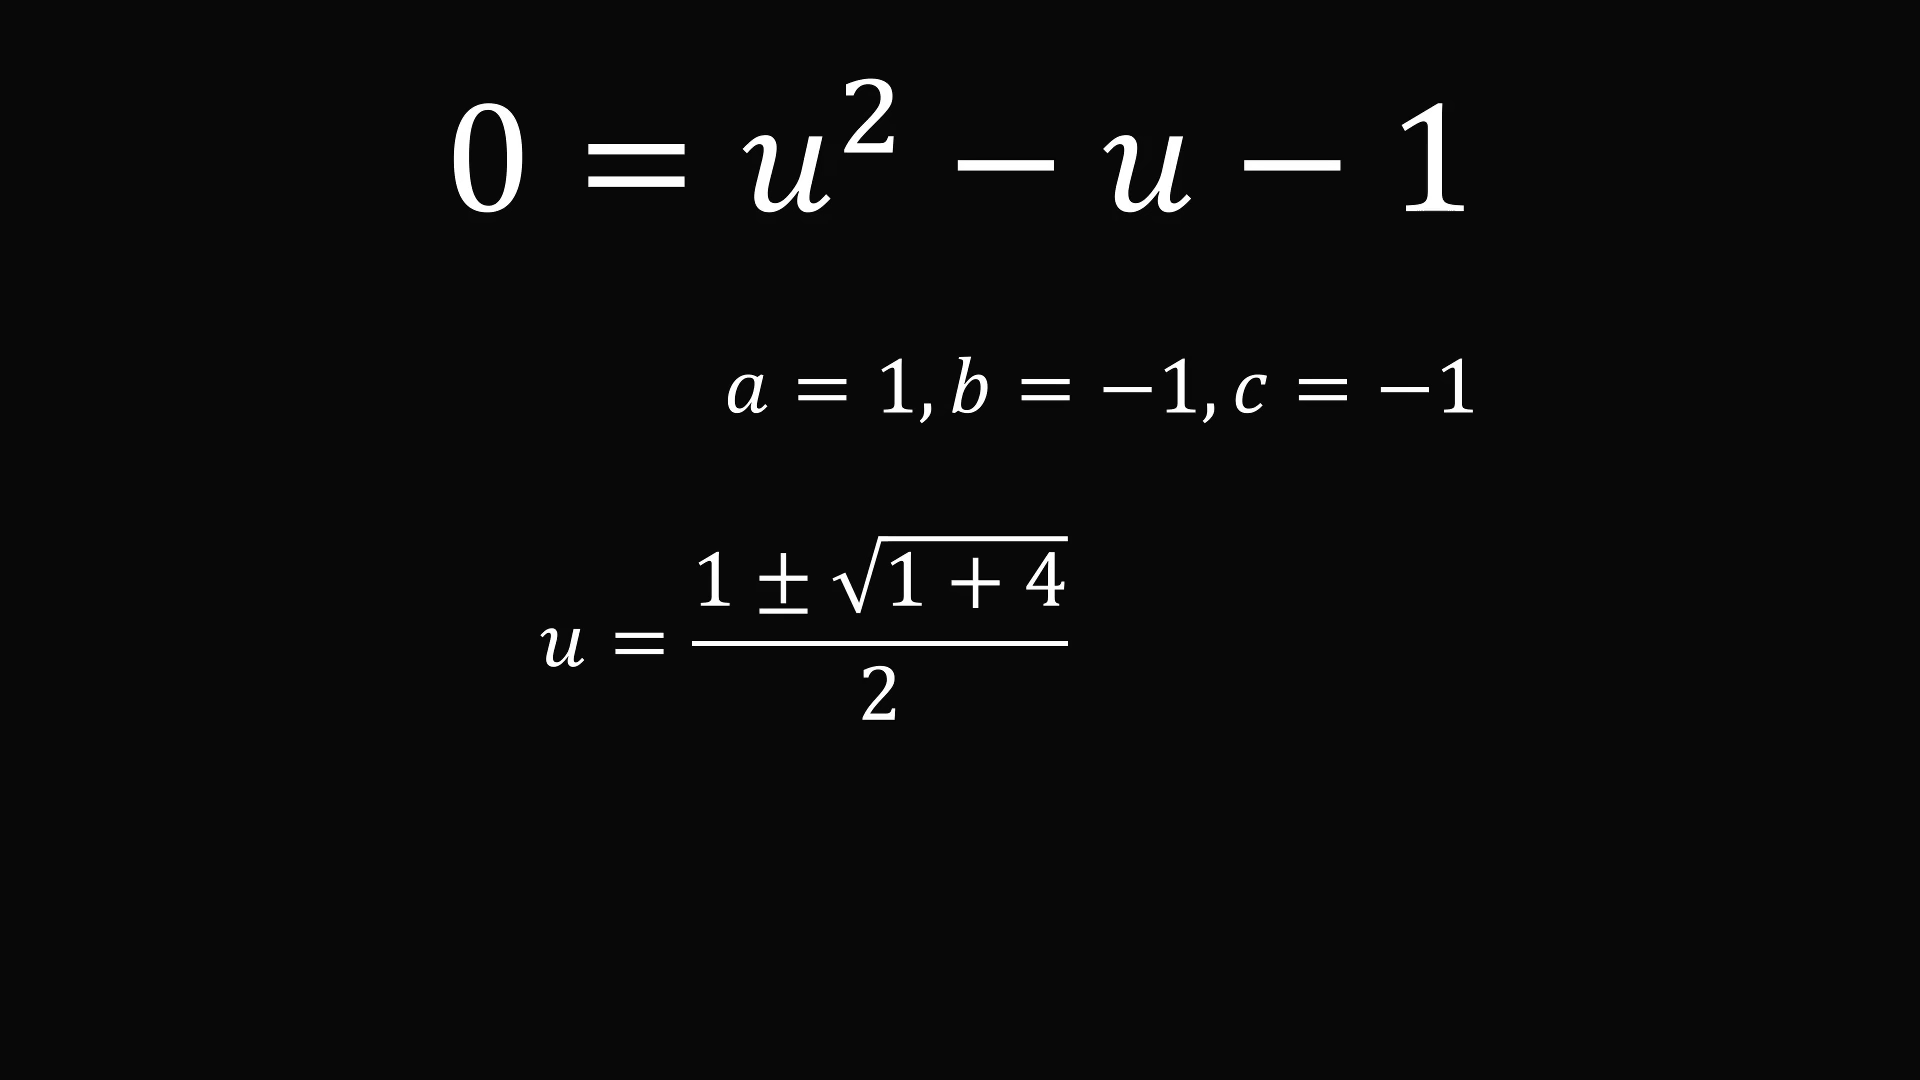 0 = u² − u − 1
a = 1, b = −1, c = −1
u = (1 ± √(1 + 4)) / 2